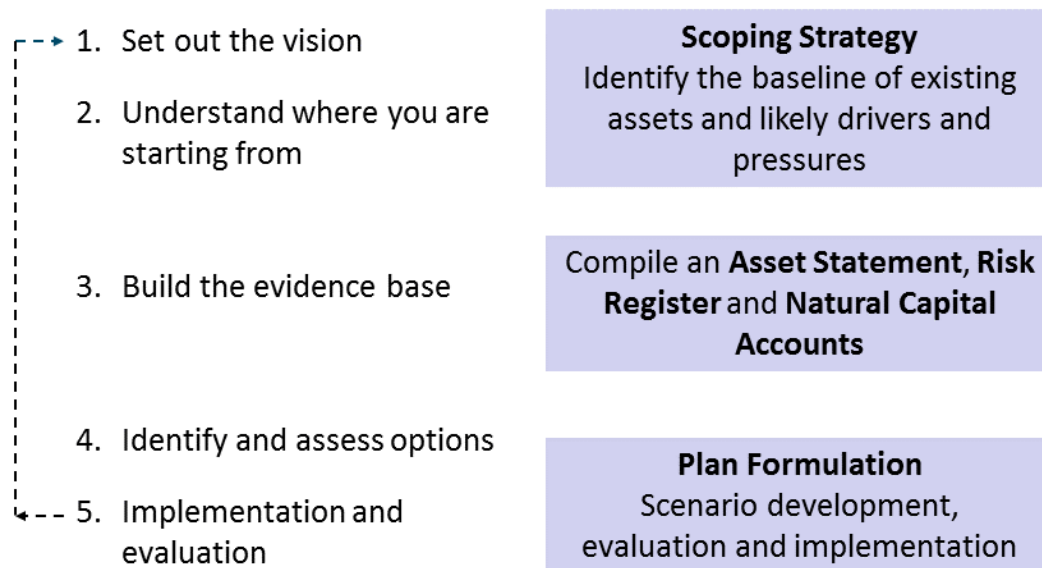 1. Set out the vision
2. Understand where you are
starting from
3. Build the evidence base
4. Identify and assess options
5. Implementation and
evaluation
Scoping Strategy
Identify the baseline of existing
assets and likely drivers and
pressures
Compile an Asset Statement, Risk
Register and Natural Capital
Accounts
Plan Formulation
Scenario development,
evaluation and implementation